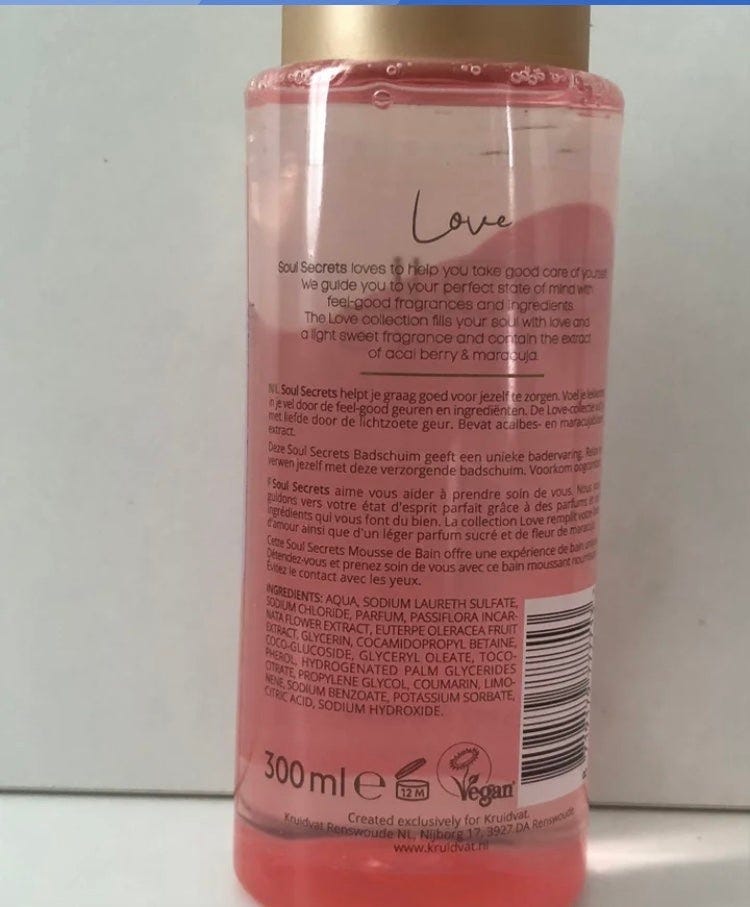 Love
Soul Secrets loves to help you take good care of yourself
We guide you to your perfect state of mind with
feel-good fragrances and ingredients.
The Love collection fills your soul with love and
a light sweet fragrance and contain the extract
of acai berry & maracuja.
NL Soul Secrets helpt je graag goed voor jezelf te zorgen. Voel je
in je vel door de feel-good geuren en ingrediënten. De Love-collectie
met liefde door de lichtzoete geur. Bevat acaibes- en
extract.
Deze Soul Secrets Badschuim geeft een unieke badervaring.
verwen jezelf met deze verzorgende badschuim. Voorkom
F Soul Secrets aime vous aider à prendre soin de vous. Nous
guidons vers votre état d'esprit parfait grâce à des parfums et
ingrédients qui vous font du bien. La collection Love remplit
d'amour ainsi que d'un léger parfum sucré et de fleur de
Cette Soul Secrets Mousse de Bain offre une expérience de bain
Détendez-vous et prenez soin de vous avec ce bain moussant
Évitez le contact avec les yeux.
INGREDIENTS: AQUA, SODIUM LAURETH SULFATE,
SODIUM CHLORIDE, PARFUM, PASSIFLORA INCAR-
NATA FLOWER EXTRACT, EUTERPE OLERACEA FRUIT
EXTRACT, GLYCERIN, COCAMIDOPROPYL BETAINE,
COCO-GLUCOSIDE, GLYCERYL OLEATE, TOCO-
PHEROL, HYDROGENATED PALM GLYCERIDES
CITRATE, PROPYLENE GLYCOL, COUMARIN, LIMO-
NENE, SODIUM BENZOATE, POTASSIUM SORBATE,
CITRIC ACID, SODIUM HYDROXIDE.
300 ml e
12 M
Vegan
Created exclusively for Kruidvat.
Kruidvat Renswoude NL, Nijborg 17, 3927 DA Renswoude
www.kruidvat.nl